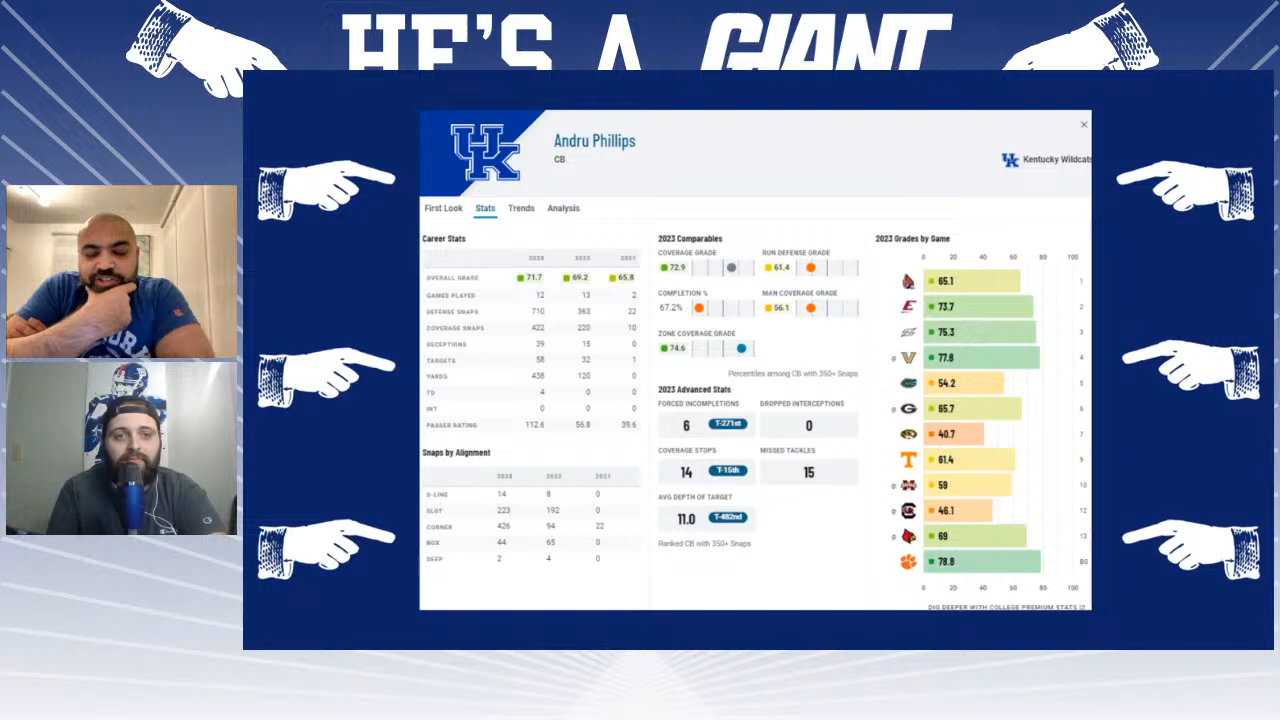 HE'S A GIANT
UK
Andru Phillips
CB
Kentucky Wildcats
First Look Stats Trends Analysis
Career Stats
2023 2022 2021
OVERALL GRADE 71.7 69.2 65.8
GAMES PLAYED 12 13 2
DEFENSE SNAPS 710 363 22
COVERAGE SNAPS 422 220 10
RECEPTIONS 39 15 0
TARGETS 58 32 1
YARDS 438 120 0
TD 4 0 0
INT 0 0 0
PASSER RATING 112.6 56.8 39.6
Snaps by Alignment
2023 2022 2021
D-LINE 14 8 0
SLOT 223 192 0
CORNER 426 94 22
BOX 44 65 0
DEEP 2 4 0
2023 Comparables
COVERAGE GRADE RUN DEFENSE GRADE
72.9 61.4
COMPLETION % MAN COVERAGE GRADE
67.2% 56.1
ZONE COVERAGE GRADE
74.6
Percentiles among CB with 350+ Snaps
2023 Advanced Stats
FORCED INCOMPLETIONS DROPPED INTERCEPTIONS
6 T-271st 0
COVERAGE STOPS MISSED TACKLES
14 T-15th 15
AVG DEPTH OF TARGET
11.0 T-482nd
Ranked CB with 350+ Snaps
2023 Grades by Game
0 20 40 60 80 100
65.1 1
E 73.7 2
75.3 3
@ V 77.8 4
54.2 5
@ G 65.7 6
40.7 7
T 61.4 9
@ M 59 10
@ C 46.1 12
@ 69 13
78.8 80
0 20 40 60 80 100
DIG DEEPER WITH COLLEGE PREMIUM STATS